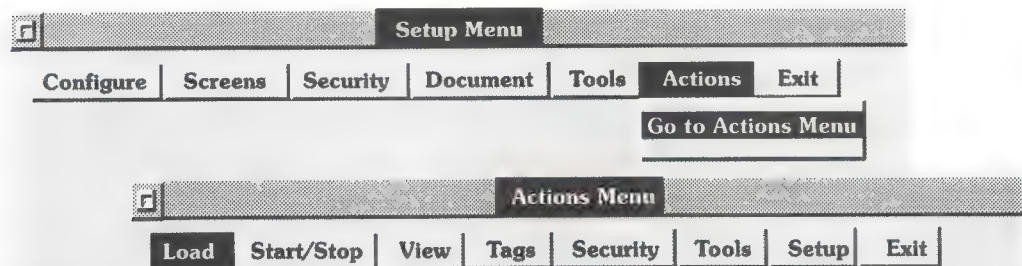 Setup Menu
Configure Screens Security Document Tools Actions Exit
Go to Actions Menu
Actions Menu
Load Start/Stop View Tags Security Tools Setup Exit